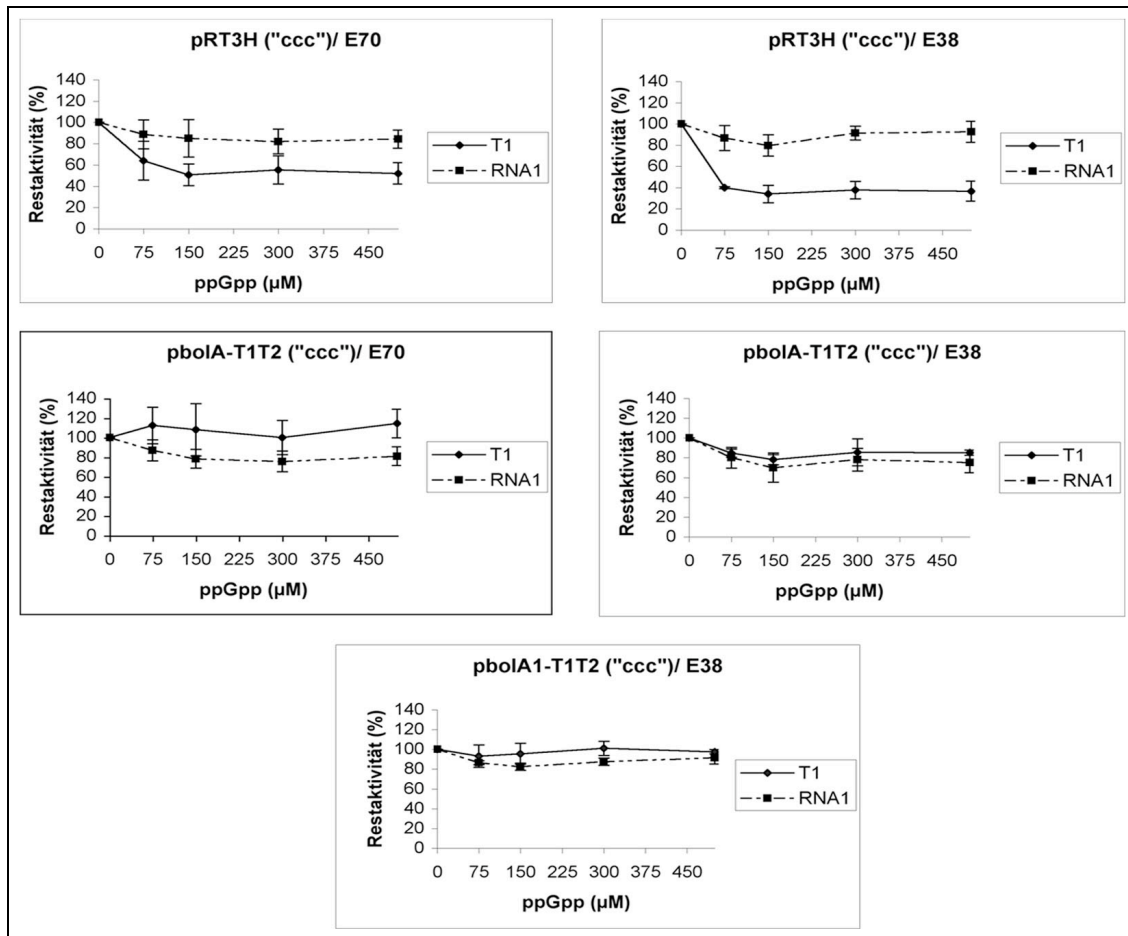 pRT3H ("ccc")/ E70
140
120
100
80
60
40
20
0
Restaktivität (%)
0 75 150 225 300 375 450
ppGpp (µM)
T1
RNA1
pRT3H ("ccc")/ E38
140
120
100
80
60
40
20
0
Restaktivität (%)
0 75 150 225 300 375 450
ppGpp (µM)
T1
RNA1
pbolA-T1T2 ("ccc")/ E70
140
120
100
80
60
40
20
0
Restaktivität (%)
0 75 150 225 300 375 450
ppGpp (µM)
T1
RNA1
pbolA-T1T2 ("ccc")/ E38
140
120
100
80
60
40
20
0
Restaktivität (%)
0 75 150 225 300 375 450
ppGpp (µM)
T1
RNA1
pbolA1-T1T2 ("ccc")/ E38
140
120
100
80
60
40
20
0
Restaktivität (%)
0 75 150 225 300 375 450
ppGpp (µM)
T1
RNA1